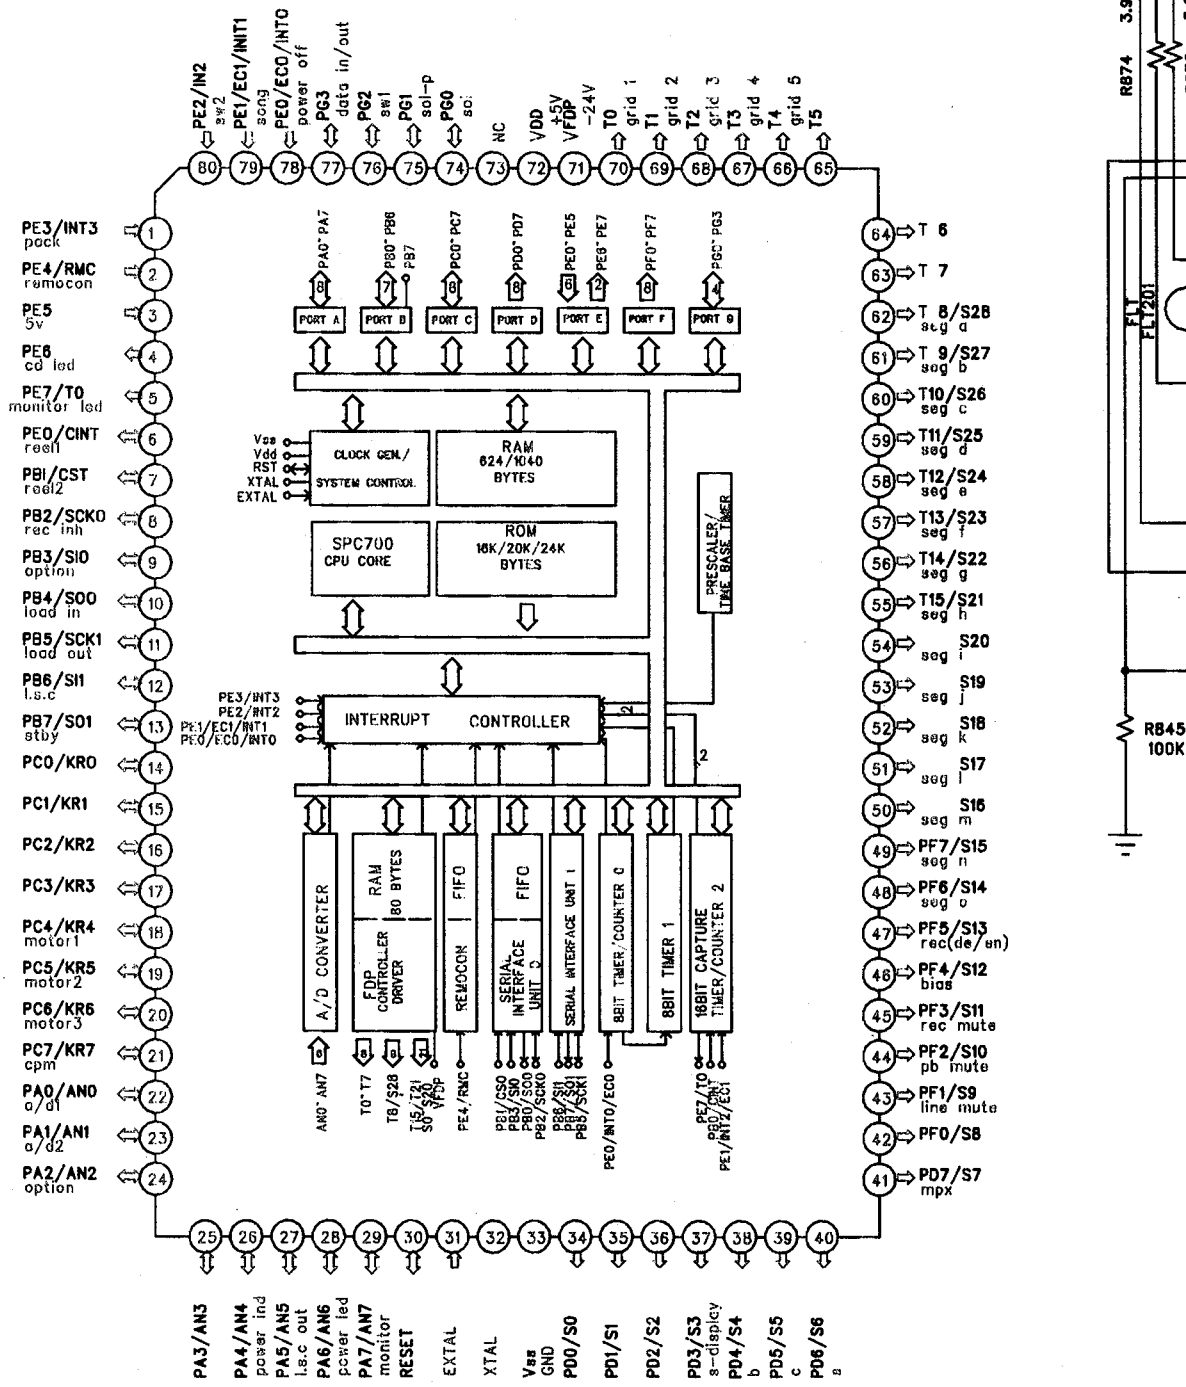 PE2/IN2
sw2
PE1/EC1/INIT1
song
PE0/EC0/INTO
power off
PG3
data in/out
PG2
sw1
PG1
sol-p
PG0
sol
NC
VDD
+5V
VFDP
-24V
T0
grid 1
T1
grid 2
T2
grid 3
T3
grid 4
T4
grid 5
T5
80 79 78 77 76 75 74 73 72 71 70 69 68 67 66 65
PE3/INT3
pack
1
PE4/RMC
remocon
2
PE5
5v
3
PE6
cd led
4
PE7/TO
monitor led
5
PE0/CINT
reel1
6
PB1/CST
reel2
7
PB2/SCKO
rec inh
8
PB3/SIO
option
9
PB4/SOO
load in
10
PB5/SCK1
load out
11
PB6/SI1
l.s.c
12
PB7/SO1
stby
13
PC0/KR0
14
PC1/KR1
15
PC2/KR2
16
PC3/KR3
17
PC4/KR4
motor1
18
PC5/KR5
motor2
19
PC6/KR6
motor3
20
PC7/KR7
cpm
21
PA0/AN0
a/d1
22
PA1/AN1
a/d2
23
PA2/AN2
option
24
PA0~PA7
PB0~PB6
PB7
PC0~PC7
PD0~PD7
PE0~PE5
PE6~PE7
PF0~PF7
PG0~PG3
8 7 8 8 6 2 8 4
PORT A
PORT B
PORT C
PORT D
PORT E
PORT F
PORT G
Vss
Vdd
RST
XTAL
EXTAL
CLOCK GEN./
SYSTEM CONTROL
RAM
624/1040
BYTES
SPC700
CPU CORE
ROM
16K/20K/24K
BYTES
PRESCALER/
TIME BASE TIMER
PE3/INT3
PE2/INT2
PE1/EC1/INT1
PE0/EC0/INT0
INTERRUPT CONTROLLER
2
2
A/D CONVERTER
RAM
80 BYTES
FDP
CONTROLLER
DRIVER
FIFO
REMOCON
FIFO
SERIAL
INTERFACE
UNIT 0
SERIAL INTERFACE UNIT 1
8BIT TIMER/COUNTER 0
8BIT TIMER 1
16BIT CAPTURE
TIMER/COUNTER 2
8 8 8 21
AN0~AN7
T0~T7
T8/S28
T15/T21
S0~S20
VFDP
PE4/RMC
PB1/CS0
PB3/SI0
PB0/SO0
PB2/SCK0
PB6/SI1
PB7/SO1
PB5/SCK1
PE0/INT0/EC0
PE7/TO
PB0/CINT
PE1/INT2/EC1
64
T 6
63
T 7
62
T 8/S28
seg a
61
T 9/S27
seg b
60
T10/S26
seg c
59
T11/S25
seg d
58
T12/S24
seg e
57
T13/S23
seg f
56
T14/S22
seg g
55
T15/S21
seg h
54
S20
seg i
53
S19
seg j
52
S18
seg k
51
S17
seg l
50
S16
seg m
49
PF7/S15
seg n
48
PF6/S14
seg o
47
PF5/S13
rec(de/en)
46
PF4/S12
bias
45
PF3/S11
rec mute
44
PF2/S10
pb mute
43
PF1/S9
line mute
42
PF0/S8
41
PD7/S7
mpx
25 26 27 28 29 30 31 32 33 34 35 36 37 38 39 40
PA3/AN3
PA4/AN4
power ind
PA5/AN5
l.s.c out
PA6/AN6
power led
PA7/AN7
monitor
RESET
EXTAL
XTAL
Vss
GND
PD0/S0
PD1/S1
PD2/S2
PD3/S3
s-display
PD4/S4
b
PD5/S5
c
PD6/S6
a
R874
3.9
FLT
FLT201
R845
100K